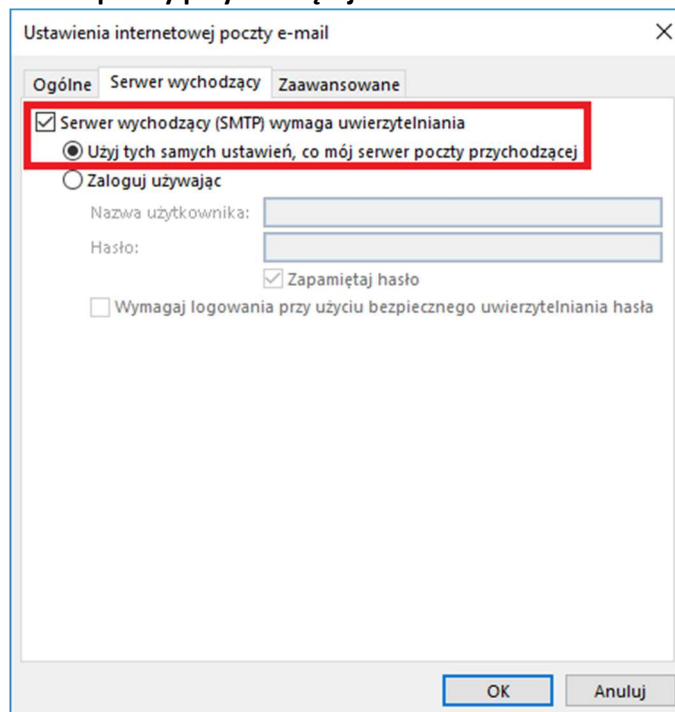 Ustawienia internetowej poczty e-mail
Ogólne Serwer wychodzący Zaawansowane
Serwer wychodzący (SMTP) wymaga uwierzytelniania
Użyj tych samych ustawień, co mój serwer poczty przychodzącej
Zaloguj używając
Nazwa użytkownika:
Hasło:
Zapamiętaj hasło
Wymagaj logowania przy użyciu bezpiecznego uwierzytelniania hasła
OK Anuluj